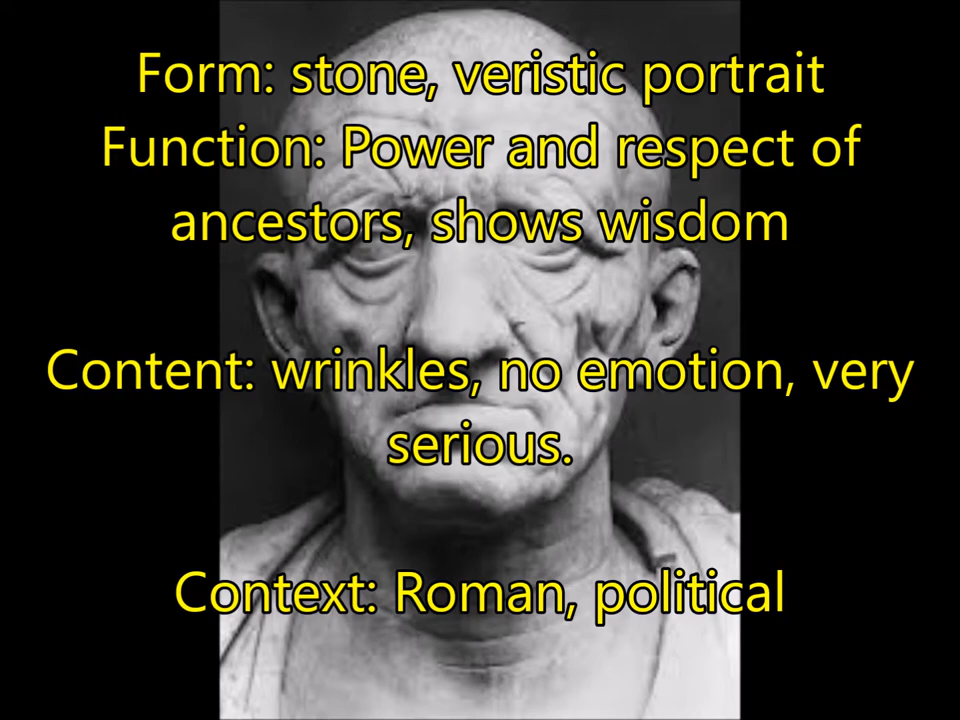 Form: stone, veristic portrait
Function: Power and respect of
ancestors, shows wisdom
Content: wrinkles, no emotion, very
serious.
Context: Roman, political